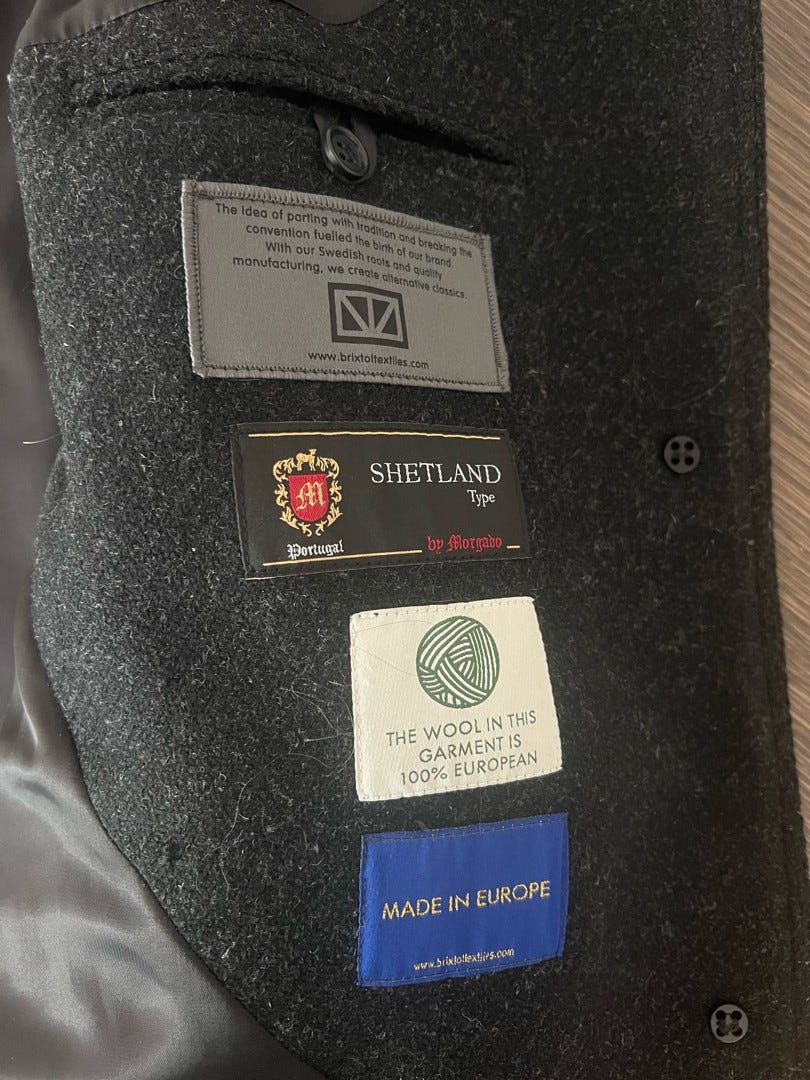 The idea of parting with tradition and breaking the
convention fuelled the birth of our brand.
With our Swedish roots and quality
manufacturing, we create alternative classics.
www.brixtoltextiles.com
SHETLAND
Type
M
Portugal
by Morgado
THE WOOL IN THIS
GARMENT IS
100% EUROPEAN
MADE IN EUROPE
www.brixtoltextiles.com